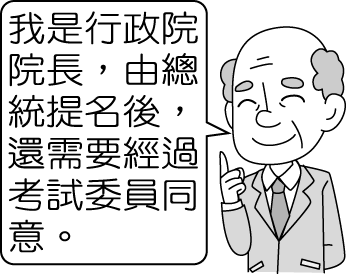 我是行政院
院長，由總
統提名後，
還需要經過
考試委員同
意。